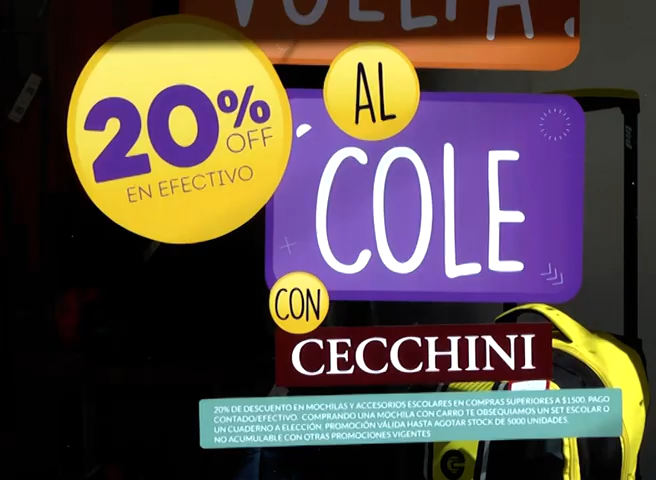 VUELTA
AL
COLE
20%
OFF
EN EFECTIVO
CON
CECCHINI
20% DE DESCUENTO EN MOCHILAS Y ACCESORIOS ESCOLARES EN COMPRAS SUPERIORES A $1500, PAGO
CONTADO/EFECTIVO. COMPRANDO UNA MOCHILA CON CARRO TE OBSEQUIAMOS UN SET ESCOLAR O
UN CUADERNO A ELECCIÓN. PROMOCIÓN VÁLIDA HASTA AGOTAR STOCK DE 5000 UNIDADES.
NO ACUMULABLE CON OTRAS PROMOCIONES VIGENTES